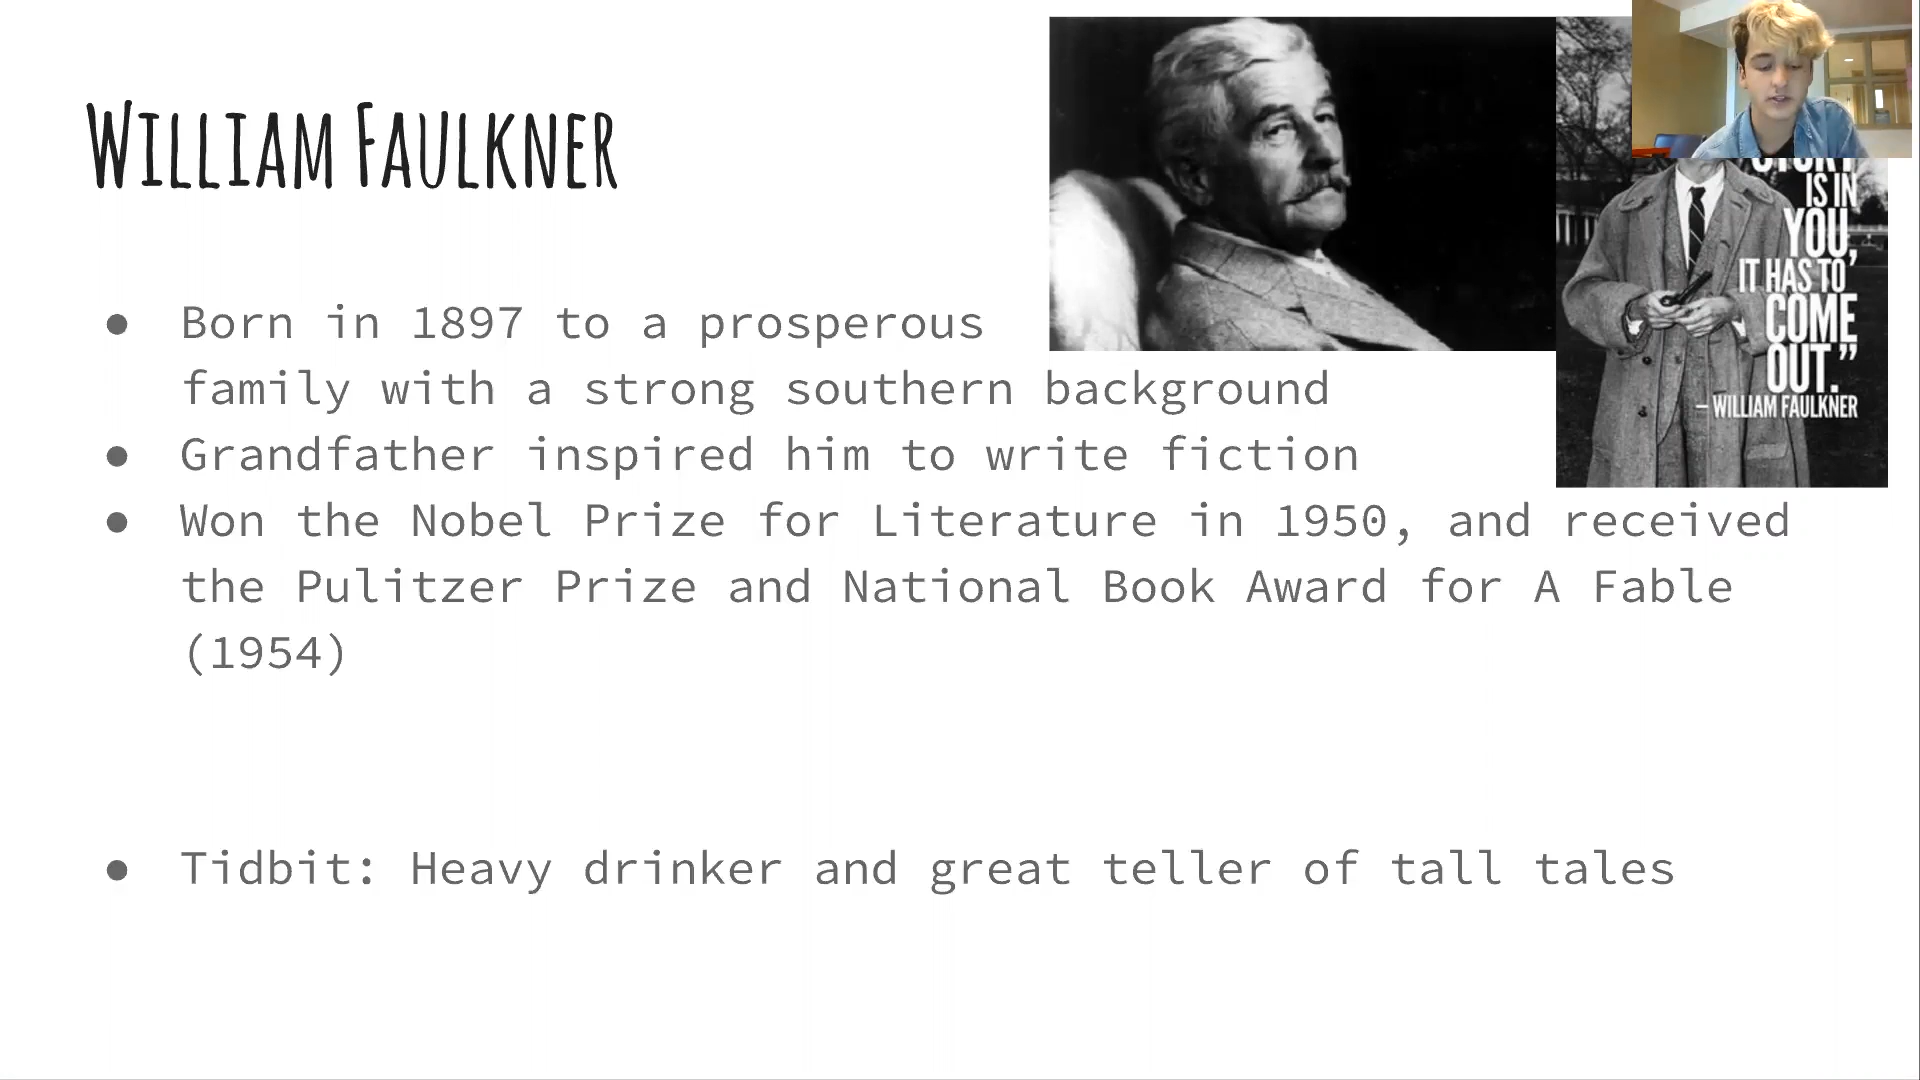 William Faulkner
IS IN
YOU,
IT HAS TO
COME
OUT.”
– WILLIAM FAULKNER
● Born in 1897 to a prosperous
family with a strong southern background
● Grandfather inspired him to write fiction
● Won the Nobel Prize for Literature in 1950, and received
the Pulitzer Prize and National Book Award for A Fable
(1954)
● Tidbit: Heavy drinker and great teller of tall tales